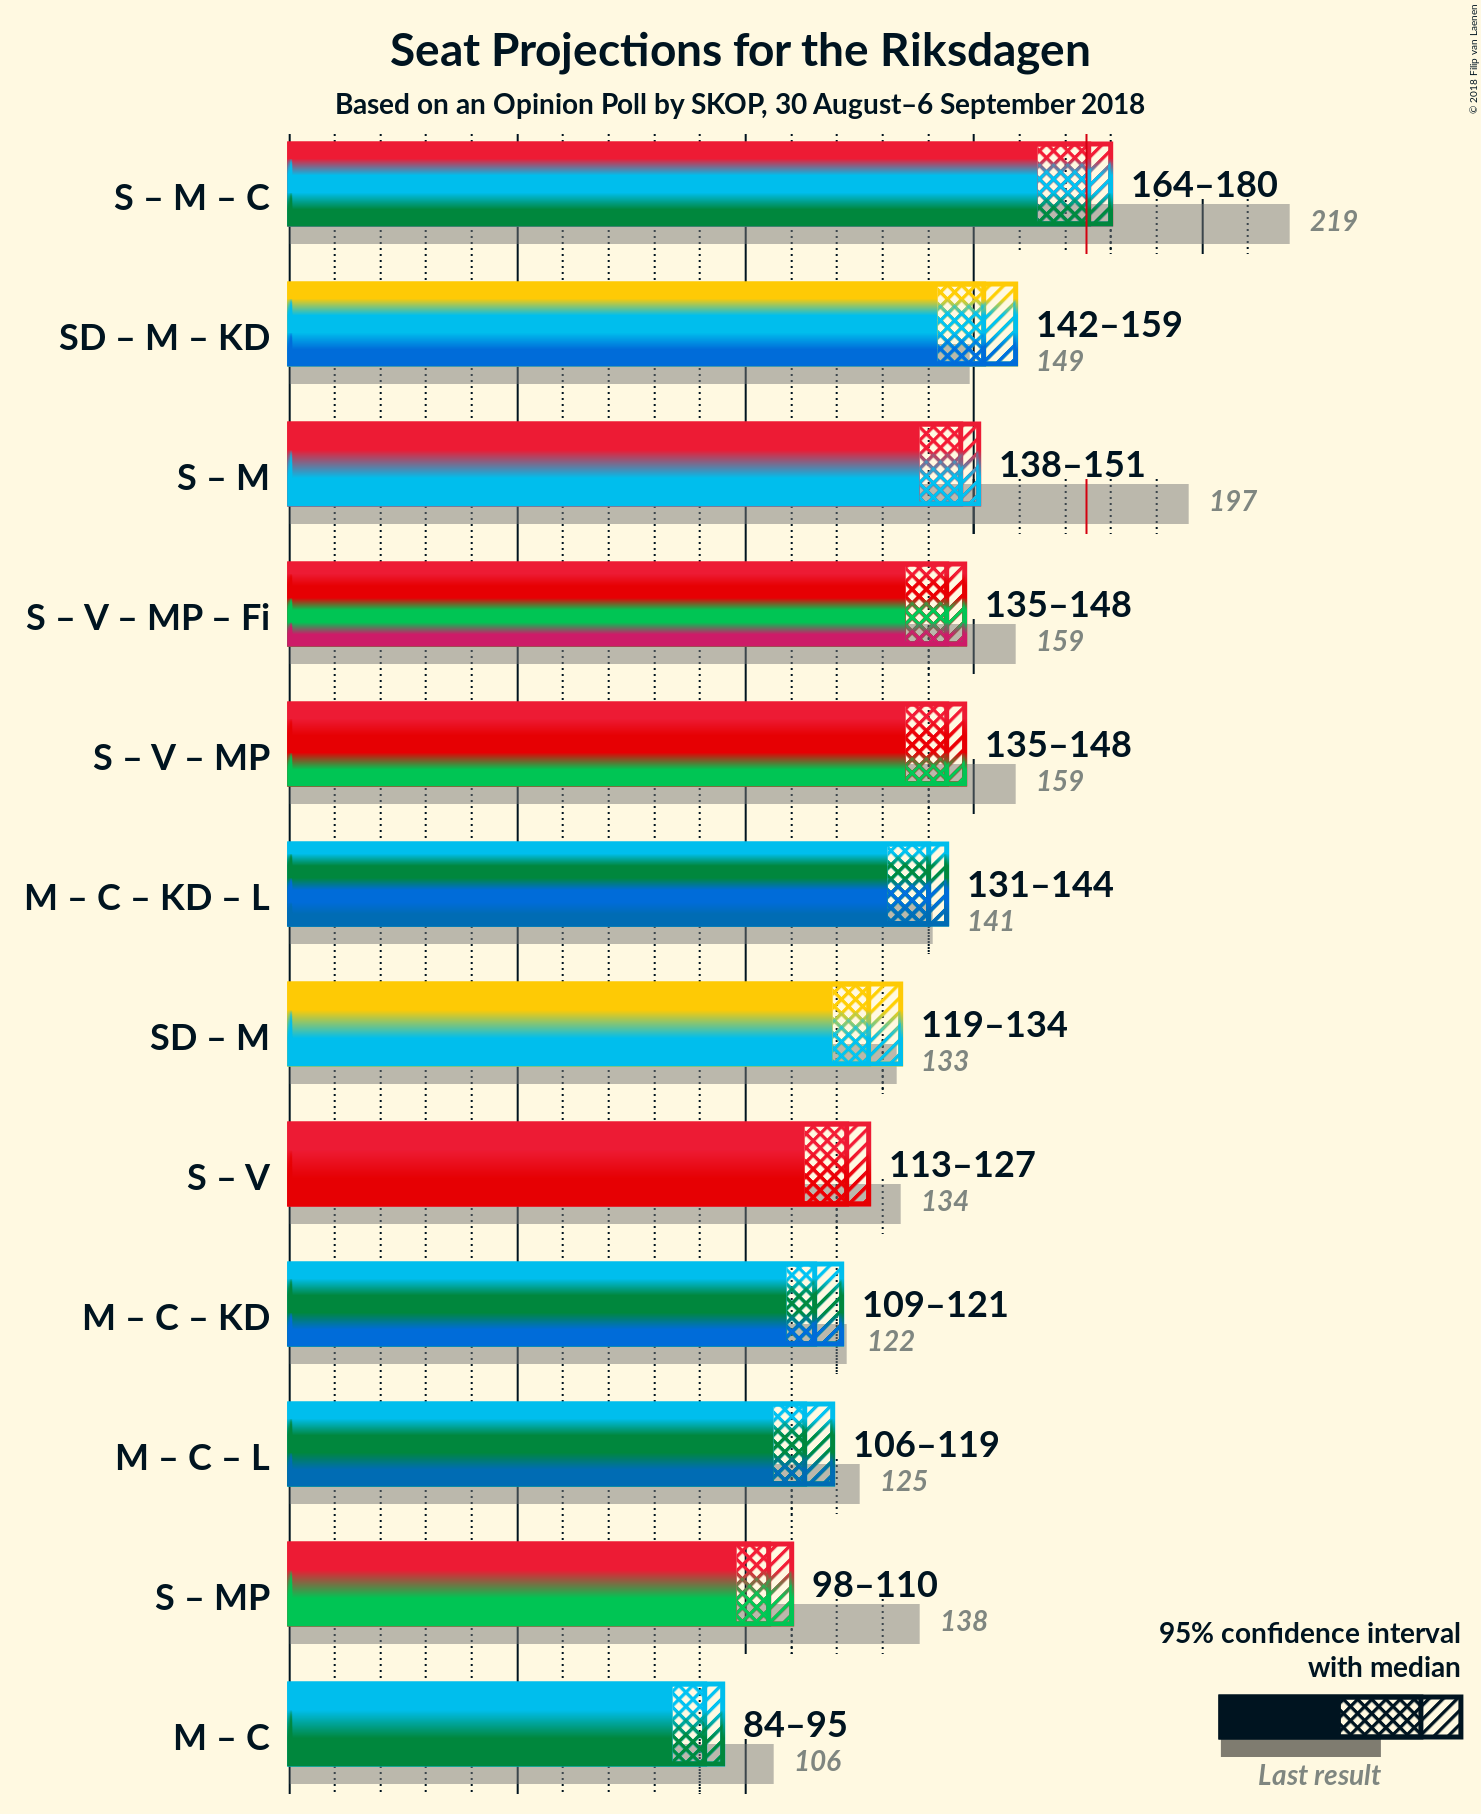 Seat Projections for the Riksdagen
Based on an Opinion Poll by SKOP, 30 August–6 September 2018
© 2018 Filip van Laenen
S – M – C
164–180
219
SD – M – KD
142–159
149
S – M
138–151
197
S – V – MP – Fi
135–148
159
S – V – MP
135–148
159
M – C – KD – L
131–144
141
SD – M
119–134
133
S – V
113–127
134
M – C – KD
109–121
122
M – C – L
106–119
125
S – MP
98–110
138
M – C
84–95
106
95% confidence interval
with median
Last result